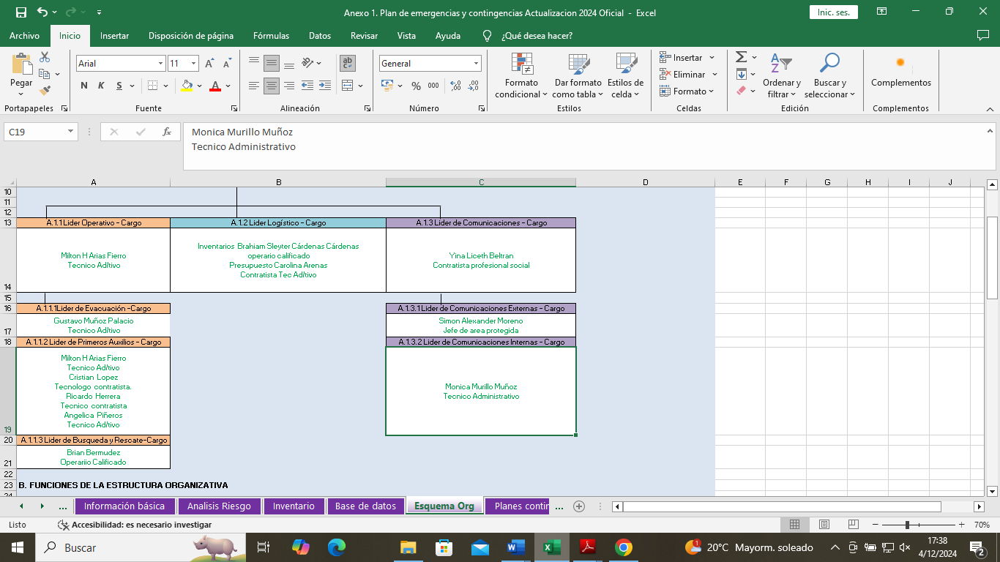 Anexo 1. Plan de emergencias y contingencias Actualizacion 2024 Oficial - Excel
Inic. ses.
Archivo Inicio Insertar Disposición de página Fórmulas Datos Revisar Vista Ayuda ¿Qué desea hacer?
Pegar
Portapapeles
Arial 11
N K S
Fuente
ab
Alineación
General
% 000
Número
Formato condicional
Dar formato como tabla
Estilos de celda
Estilos
Insertar
Eliminar
Formato
Celdas
Ordenar y filtrar
Buscar y seleccionar
Edición
Complementos
Complementos
C19
fx
Monica Murillo Muñoz
Tecnico Administrativo
A B C D E F G H I J
10
11
12
13 A.1.1 Lider Operativo - Cargo A.1.2 Lider Logístico - Cargo A.1.3 Lider de Comunicaciones - Cargo
14
Milton H Arias Fierro
Tecnico Ad/tivo
Inventarios Brahiam Sleyter Cárdenas Cárdenas
operario calificado
Presupuesto Carolina Arenas
Contratista Tec Ad/tivo
Yina Liceth Beltran
Contratista profesional social
15
16 A.1.1.1Lider de Evacuación -Cargo A.1.3.1 Lider de Comunicaciones Externas - Cargo
17
Gustavo Muñoz Palacio
Tecnico Ad/tivo
Simon Alexander Moreno
Jefe de area protegida
18 A.1.1.2 Lider de Primeros Auxilios - Cargo A.1.3.2 Lider de Comunicaciones Internas - Cargo
19
Milton H Arias Fierro
Tecnico Ad/tivo
Cristian Lopez
Tecnologo contratista.
Ricardo Herrera
Tecnico contratista
Angelica Piñeros
Tecnico Ad/tivo
Monica Murillo Muñoz
Tecnico Administrativo
20 A.1.1.3 Lider de Busqueda y Rescate-Cargo
21
Brian Bermudez
Operariio Calificado
22
23 B. FUNCIONES DE LA ESTRUCTURA ORGANIZATIVA
24
... Información básica Analisis Riesgo Inventario Base de datos Esquema Org Planes contin ...
Listo Accesibilidad: es necesario investigar 70%
Buscar
20°C Mayorm. soleado
17:38
4/12/2024
2